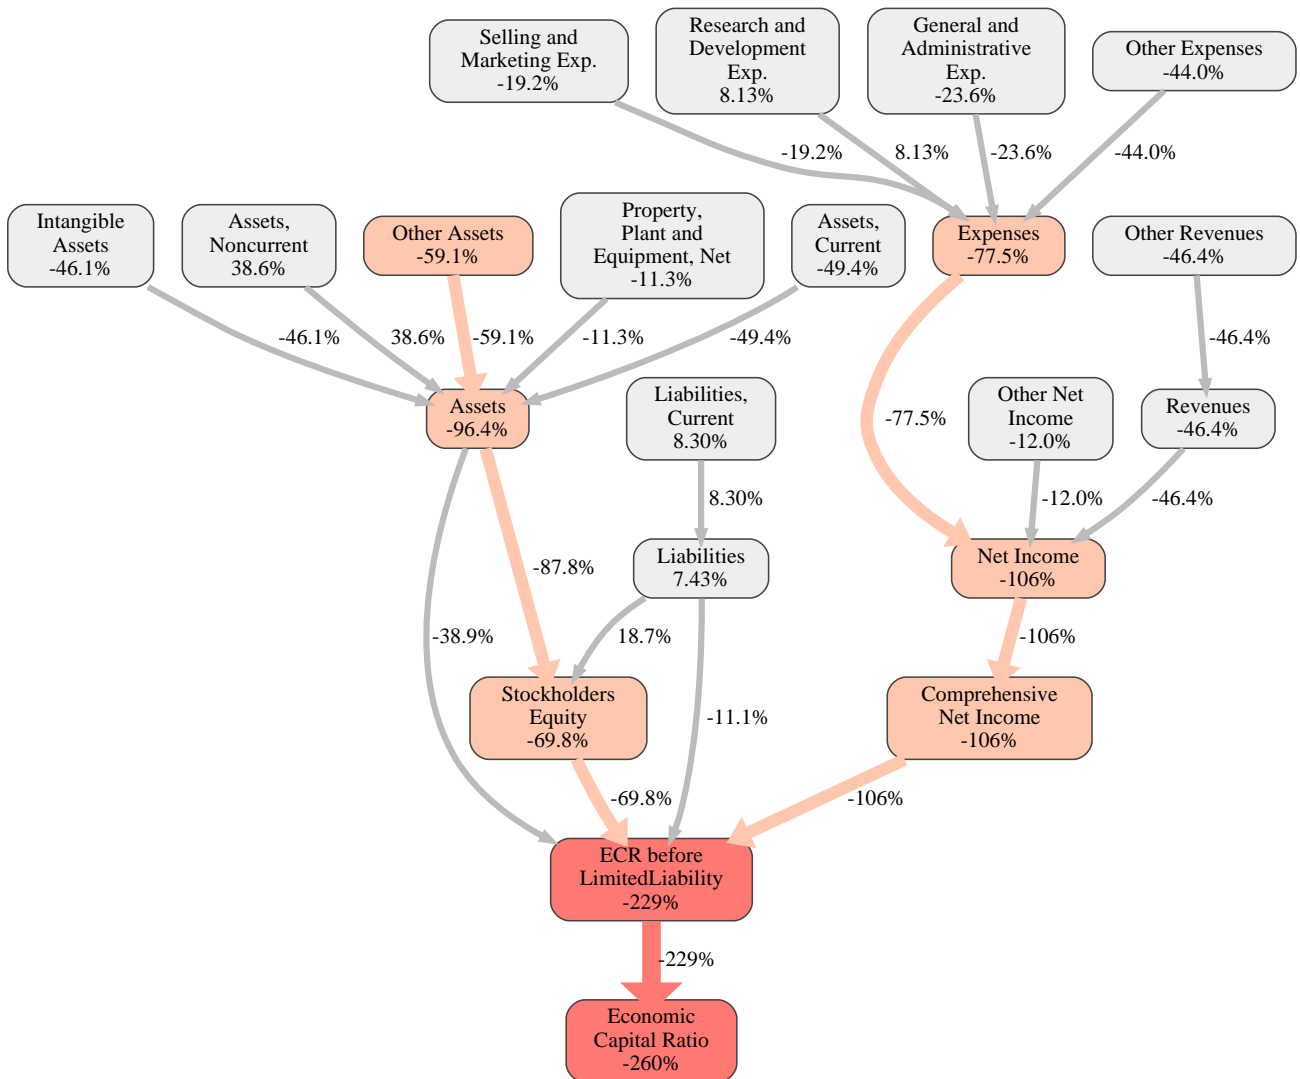 Selling and
Marketing Exp.
-19.2%
Research and
Development
Exp.
8.13%
General and
Administrative
Exp.
-23.6%
Other Expenses
-44.0%
-19.2%
8.13%
-23.6%
-44.0%
Intangible
Assets
-46.1%
Assets,
Noncurrent
38.6%
Other Assets
-59.1%
Property,
Plant and
Equipment, Net
-11.3%
Assets,
Current
-49.4%
Expenses
-77.5%
Other Revenues
-46.4%
-46.1%
38.6%
-59.1%
-11.3%
-49.4%
-46.4%
Assets
-96.4%
Liabilities,
Current
8.30%
-77.5%
Other Net
Income
-12.0%
Revenues
-46.4%
8.30%
-12.0%
-46.4%
-87.8%
Liabilities
7.43%
Net Income
-106%
-38.9%
18.7%
-106%
Stockholders
Equity
-69.8%
-11.1%
Comprehensive
Net Income
-106%
-69.8%
-106%
ECR before
LimitedLiability
-229%
-229%
Economic
Capital Ratio
-260%